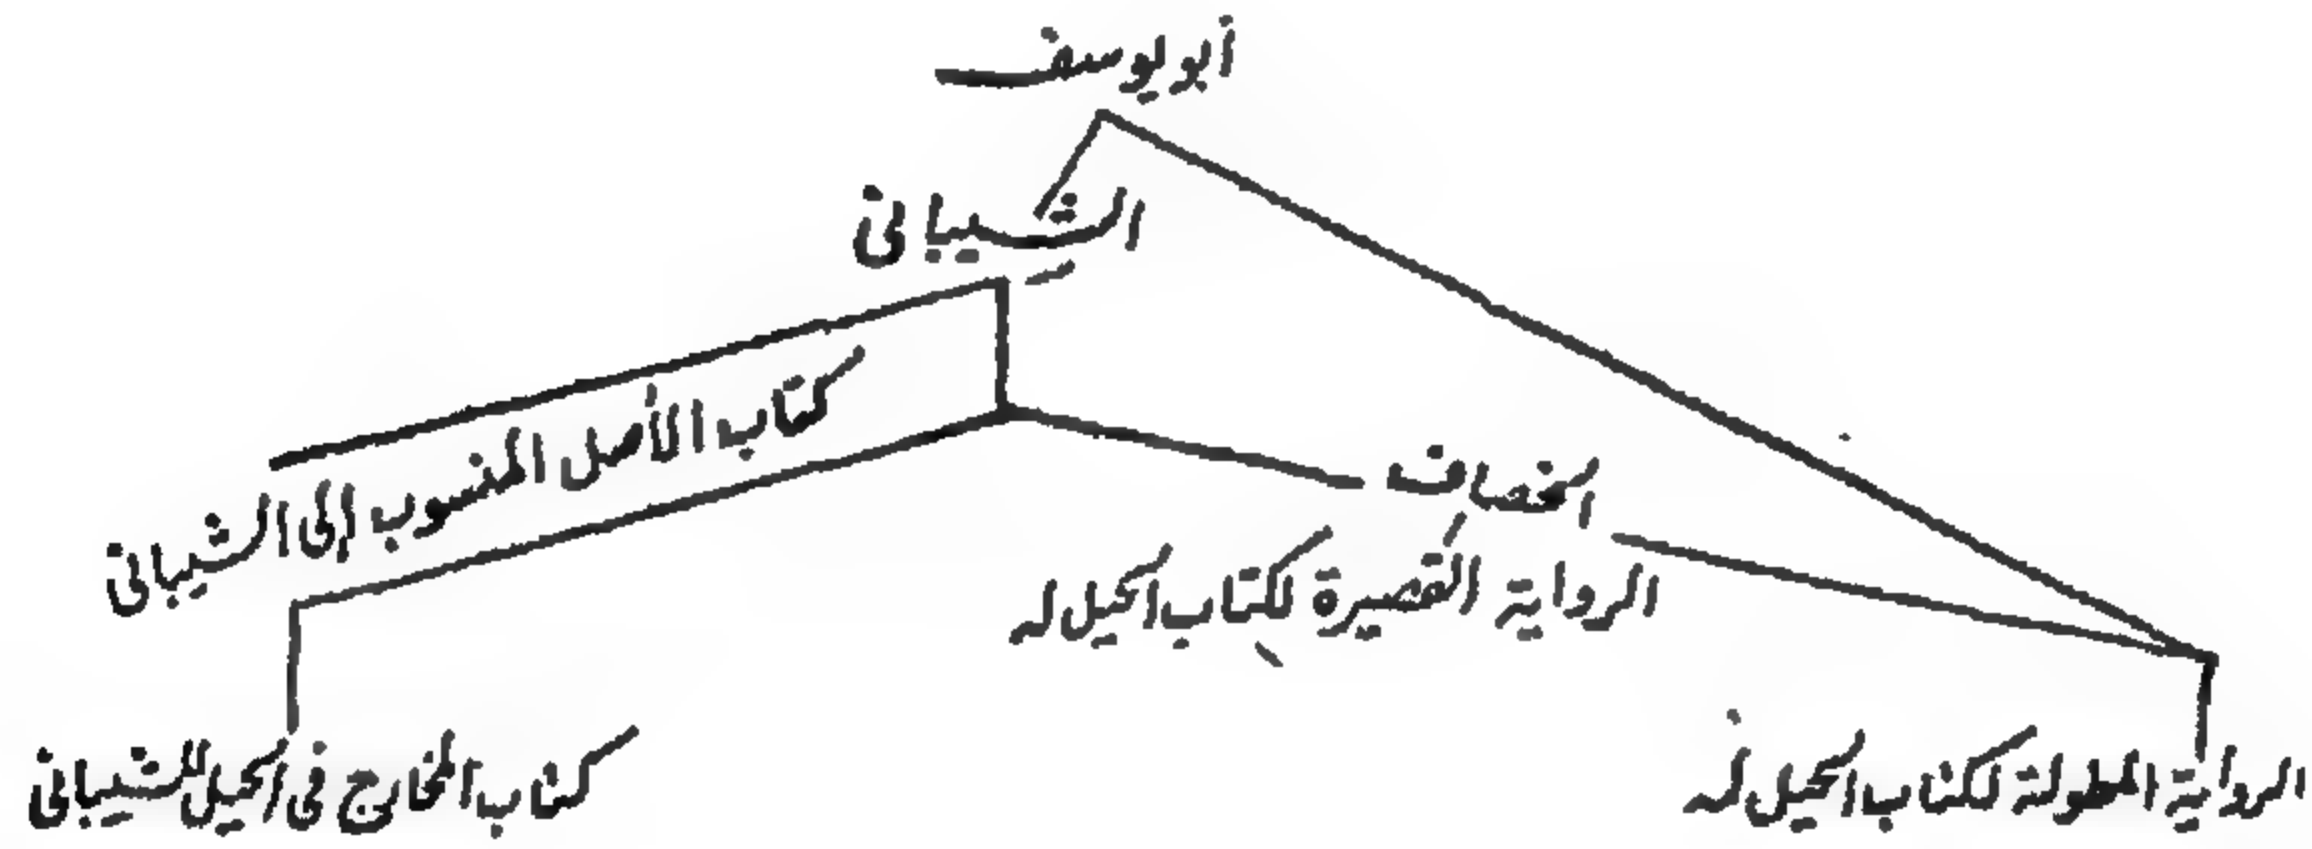 أبو يوسف
الشيباني
كتاب الأصل المنسوب إلى الشيبانى
الخصاف
الرواية القصيرة لكتاب الحيل له
كتاب المخارج فى الحيل للشيبانى
الرواية المطولة لكتاب الحيل له